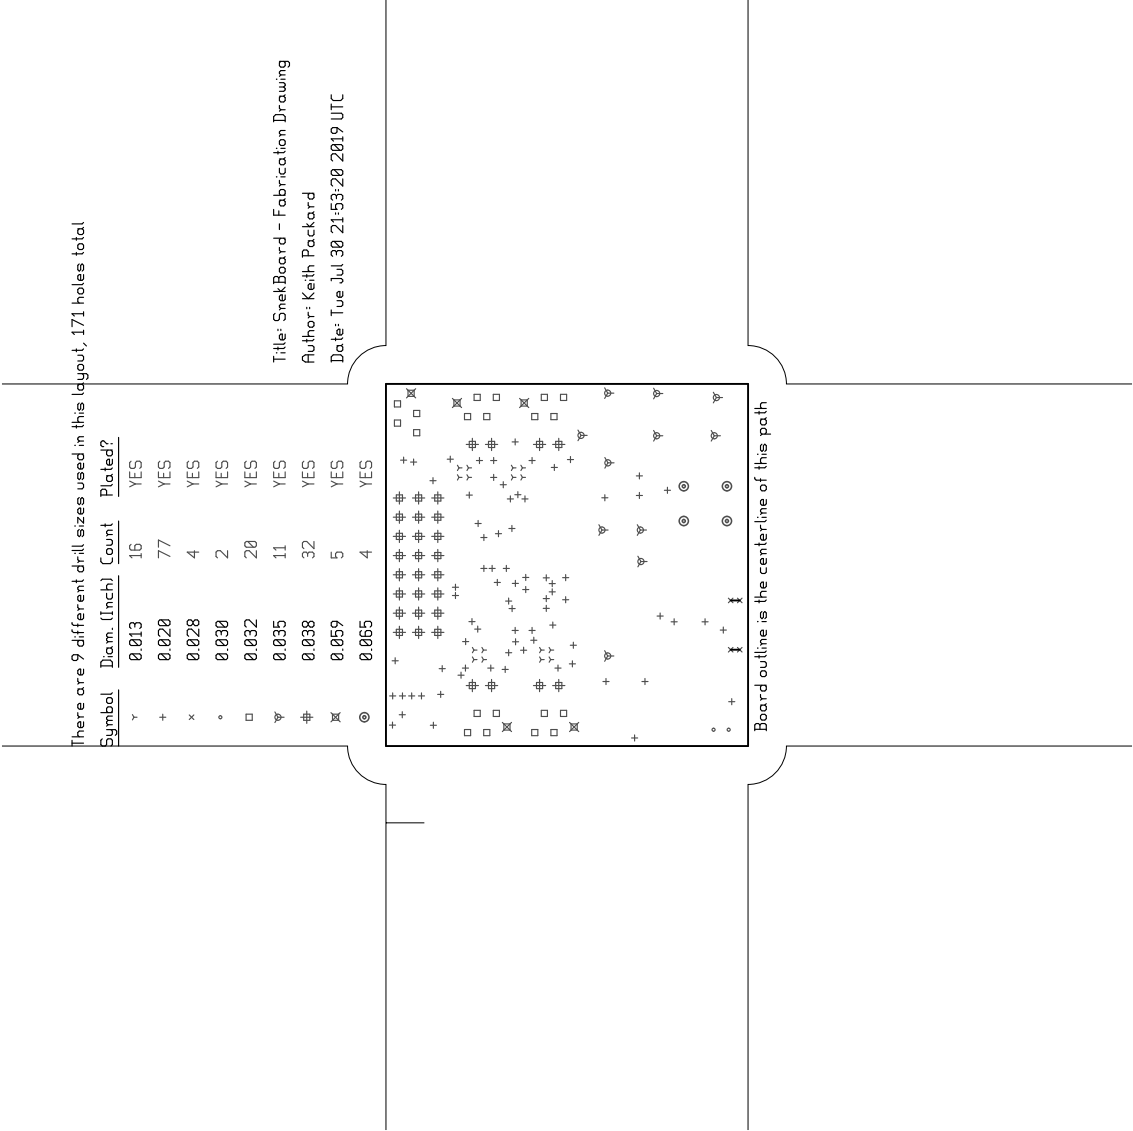 There are 9 different drill sizes used in this layout, 171 holes total
Symbol Diam. (Inch) Count Plated?
0.013 16 YES
0.020 77 YES
0.028 4 YES
0.030 2 YES
0.032 20 YES
0.035 11 YES
0.038 32 YES
0.059 5 YES
0.065 4 YES
Title: SnekBoard - Fabrication Drawing
Author: Keith Packard
Date: Tue Jul 30 21:53:20 2019 UTC
Board outline is the centerline of this path